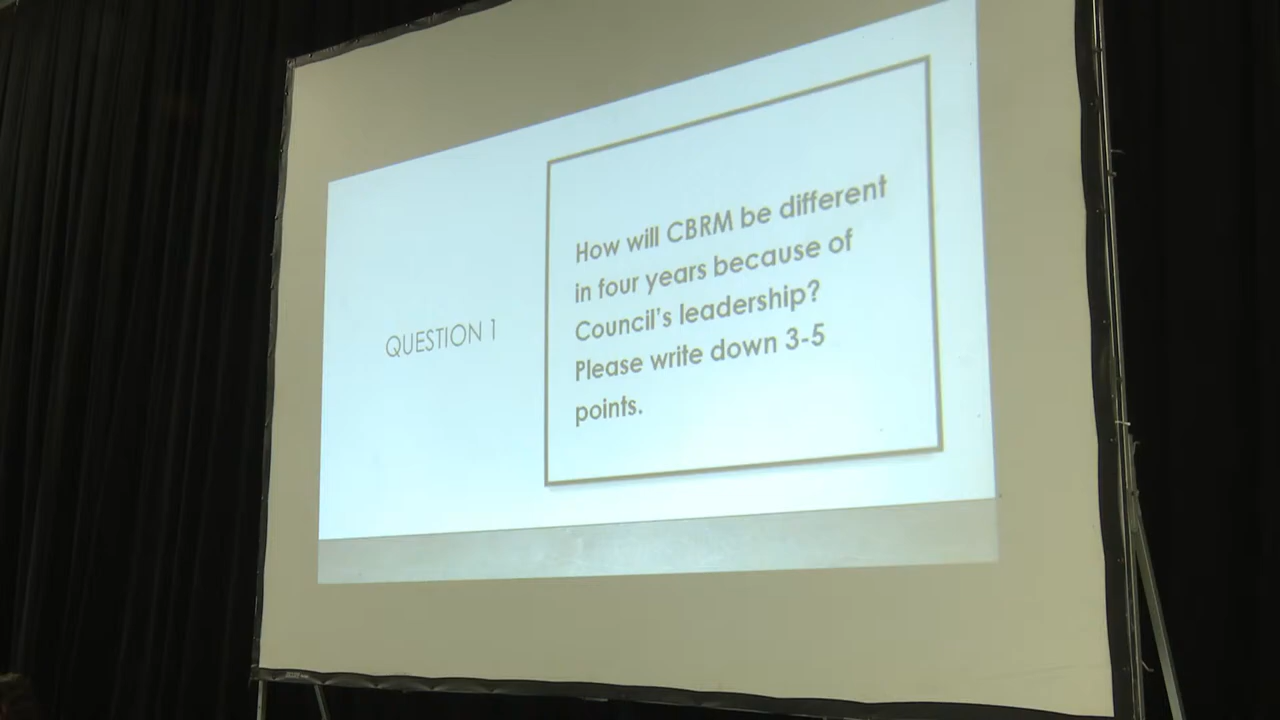 QUESTION 1
How will CBRM be different
in four years because of
Council's leadership?
Please write down 3-5
points.